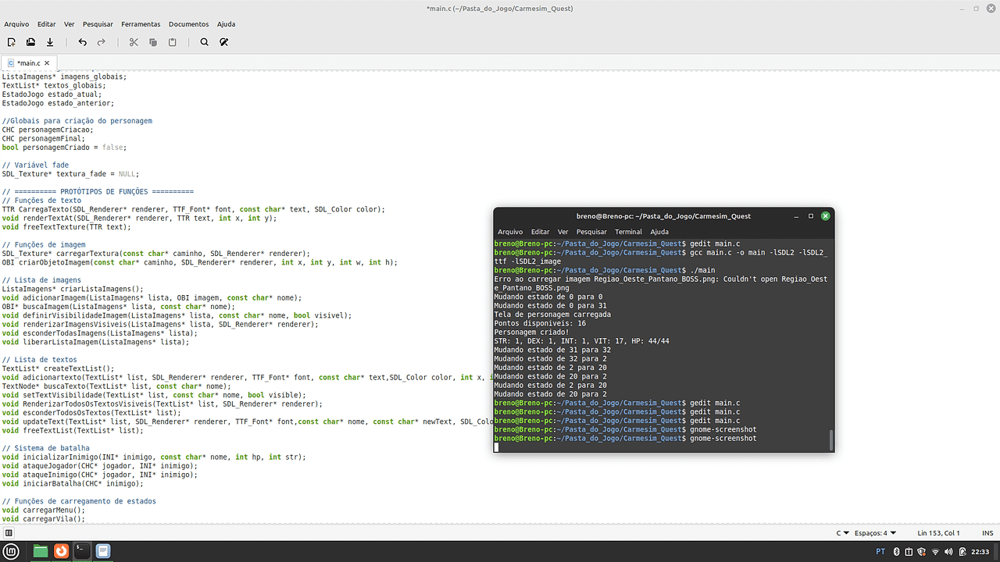 *main.c (~/Pasta_do_Jogo/Carmesim_Quest)
Arquivo Editar Ver Pesquisar Ferramentas Documentos Ajuda
*main.c
ListaImagens* imagens_globais;
TextList* textos_globais;
EstadoJogo estado_atual;
EstadoJogo estado_anterior;
//Globais para criação do personagem
CHC personagemCriacao;
CHC personagemFinal;
bool personagemCriado = false;
// Variável fade
SDL_Texture* textura_fade = NULL;
// ========== PROTÓTIPOS DE FUNÇÕES ==========
// Funções de texto
TTR CarregaTexto(SDL_Renderer* renderer, TTF_Font* font, const char* text, SDL_Color color);
void renderTextAt(SDL_Renderer* renderer, TTR text, int x, int y);
void freeTextTexture(TTR text);
// Funções de imagem
SDL_Texture* carregarTextura(const char* caminho, SDL_Renderer* renderer);
OBI criarObjetoImagem(const char* caminho, SDL_Renderer* renderer, int x, int y, int w, int h);
// Lista de imagens
ListaImagens* criarListaImagens();
void adicionarImagem(ListaImagens* lista, OBI imagem, const char* nome);
OBI* buscaImagem(ListaImagens* lista, const char* nome);
void definirVisibilidadeImagem(ListaImagens* lista, const char* nome, bool visivel);
void renderizarImagensVisiveis(ListaImagens* lista, SDL_Renderer* renderer);
void esconderTodasImagens(ListaImagens* lista);
void liberarListaImagem(ListaImagens* lista);
// Lista de textos
TextList* createTextList();
void adicionartexto(TextList* list, SDL_Renderer* renderer, TTF_Font* font, const char* text,SDL_Color color, int x, i
TextNode* buscaTexto(TextList* list, const char* nome);
void setTextVisibilidade(TextList* list, const char* nome, bool visible);
void RenderizarTodosOsTextosVisiveis(TextList* list, SDL_Renderer* renderer);
void esconderTodosOsTextos(TextList* list);
void updateText(TextList* list, SDL_Renderer* renderer, TTF_Font* font,const char* nome, const char* newText, SDL_Colo
void freeTextList(TextList* list);
// Sistema de batalha
void inicializarInimigo(INI* inimigo, const char* nome, int hp, int str);
void ataqueJogador(CHC* jogador, INI* inimigo);
void ataqueInimigo(CHC* jogador, INI* inimigo);
void iniciarBatalha(CHC* inimigo);
// Funções de carregamento de estados
void carregarMenu();
void carregarVila();
breno@Breno-pc: ~/Pasta_do_Jogo/Carmesim_Quest
Arquivo Editar Ver Pesquisar Terminal Ajuda
breno@Breno-pc:~/Pasta_do_Jogo/Carmesim_Quest$ gedit main.c
breno@Breno-pc:~/Pasta_do_Jogo/Carmesim_Quest$ gcc main.c -o main -lSDL2 -lSDL2_
ttf -lSDL2_image
breno@Breno-pc:~/Pasta_do_Jogo/Carmesim_Quest$ ./main
Erro ao carregar imagem Regiao_Oeste_Pantano_BOSS.png: Couldn't open Regiao_Oest
e_Pantano_BOSS.png
Mudando estado de 0 para 0
Mudando estado de 0 para 31
Tela de personagem carregada
Pontos disponiveis: 16
Personagem criado!
STR: 1, DEX: 1, INT: 1, VIT: 17, HP: 44/44
Mudando estado de 31 para 32
Mudando estado de 32 para 2
Mudando estado de 2 para 20
Mudando estado de 20 para 2
Mudando estado de 2 para 20
Mudando estado de 20 para 2
breno@Breno-pc:~/Pasta_do_Jogo/Carmesim_Quest$ gedit main.c
breno@Breno-pc:~/Pasta_do_Jogo/Carmesim_Quest$ gedit main.c
breno@Breno-pc:~/Pasta_do_Jogo/Carmesim_Quest$ gedit main.c
breno@Breno-pc:~/Pasta_do_Jogo/Carmesim_Quest$ gnome-screenshot
breno@Breno-pc:~/Pasta_do_Jogo/Carmesim_Quest$ gnome-screenshot
C Espaços: 4 Lin 153, Col 1 INS
PT 22:33